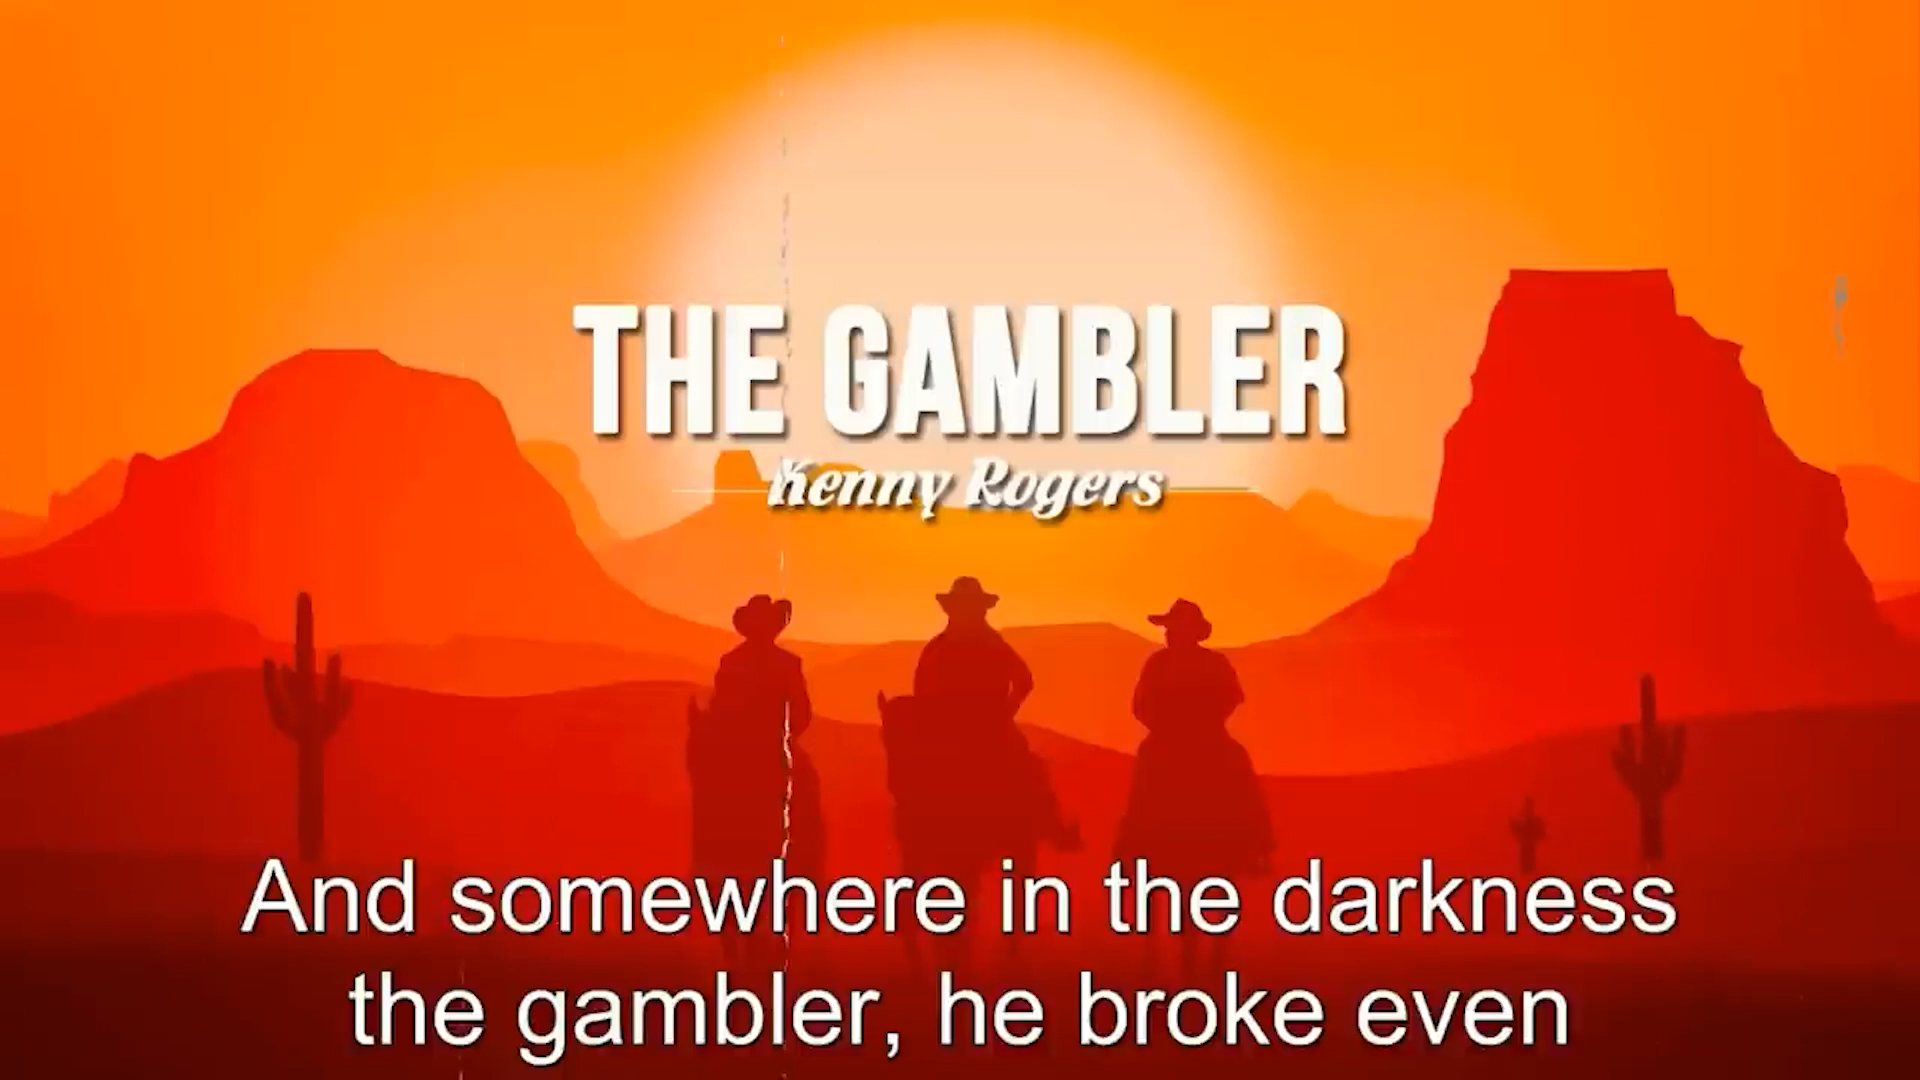 THE GAMBLER
Kenny Rogers
And somewhere in the darkness
the gambler, he broke even